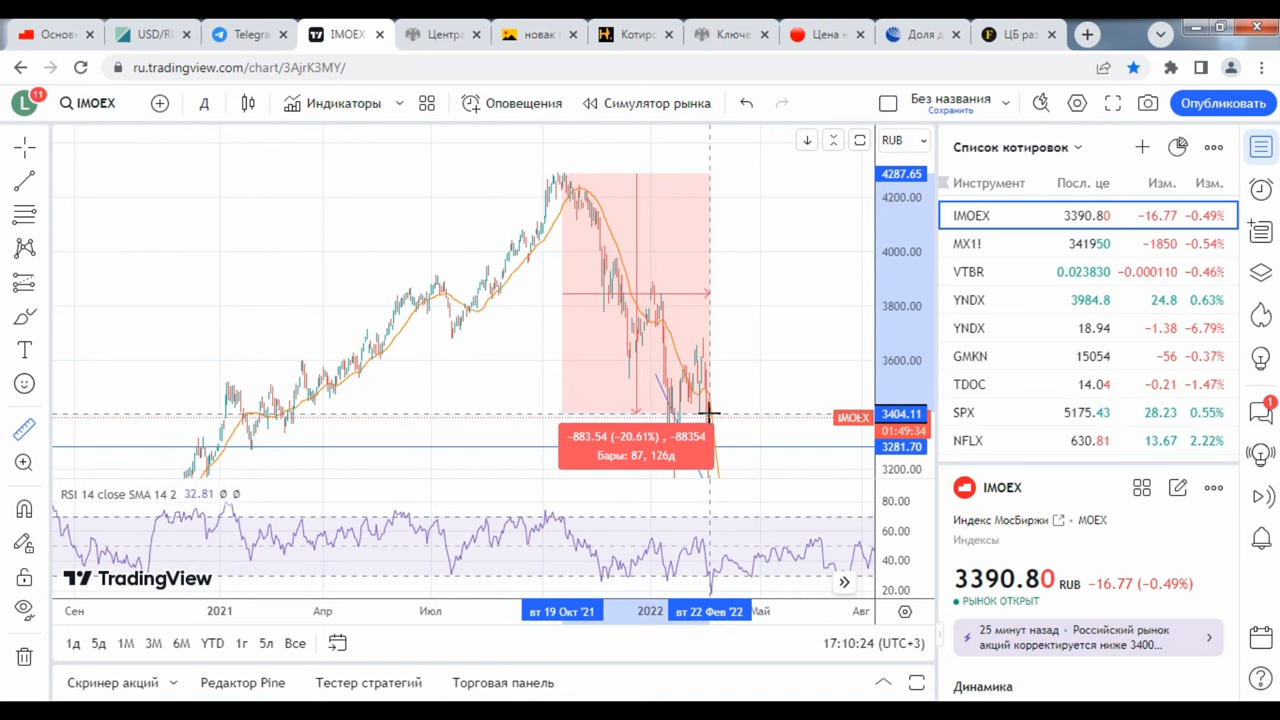 Основ
USD/RU
Telegra
IMOEX
Центра
новая
Котиро
Ключе
Цена н
Доля д
ЦБ раз
ru.tradingview.com/chart/3AjrK3MY/
L
11
IMOEX
Д
Индикаторы
Оповещения
Симулятор рынка
Без названия
Сохранить
Опубликовать
RUB
4287.65
4200.00
4000.00
3800.00
3600.00
IMOEX
3404.11
01:49:34
3281.70
3200.00
−883.54 (−20.61%) , −88354
Бары: 87, 126д
RSI 14 close SMA 14 2 32.81 Ø Ø
80.00
60.00
40.00
20.00
TradingView
Сен
2021
Апр
Июл
вт 19 Окт '21
2022
вт 22 Фев '22
Май
Авг
1д 5д 1М 3М 6М YTD 1г 5л Все
17:10:24 (UTC+3)
Скринер акций
Редактор Pine
Тестер стратегий
Торговая панель
Список котировок
Инструмент Посл. це Изм. Изм.
IMOEX 3390.80 −16.77 −0.49%
MX1! 341950 −1850 −0.54%
VTBR 0.023830 −0.000110 −0.46%
YNDX 3984.8 24.8 0.63%
YNDX 18.94 −1.38 −6.79%
GMKN 15054 −56 −0.37%
TDOC 14.04 −0.21 −1.47%
SPX 5175.43 28.23 0.55%
NFLX 630.81 13.67 2.22%
1
IMOEX
Индекс МосБиржи • MOEX
Индексы
3390.80 RUB −16.77 (−0.49%)
РЫНОК ОТКРЫТ
25 минут назад • Российский рынок
акций корректируется ниже 3400...
Динамика